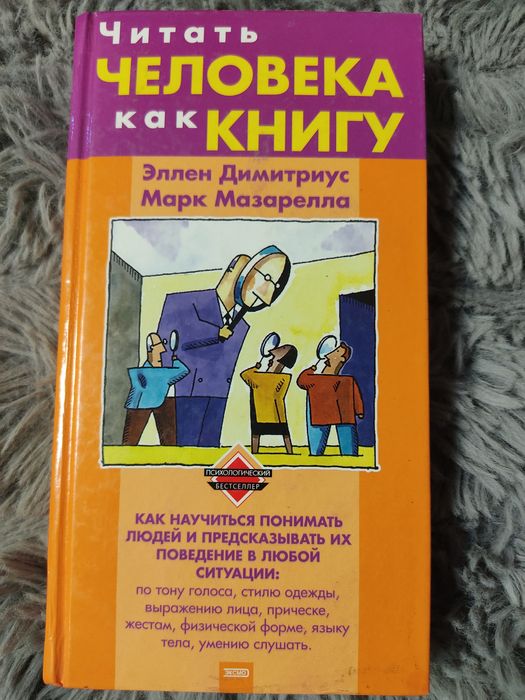 Читать
ЧЕЛОВЕКА
как КНИГУ
Эллен Димитриус
Марк Мазарелла
ПСИХОЛОГИЧЕСКИЙ
БЕСТСЕЛЛЕР
КАК НАУЧИТЬСЯ ПОНИМАТЬ
ЛЮДЕЙ И ПРЕДСКАЗЫВАТЬ ИХ
ПОВЕДЕНИЕ В ЛЮБОЙ
СИТУАЦИИ:
по тону голоса, стилю одежды,
выражению лица, прическе,
жестам, физической форме, языку
тела, умению слушать.
ЭКСМО